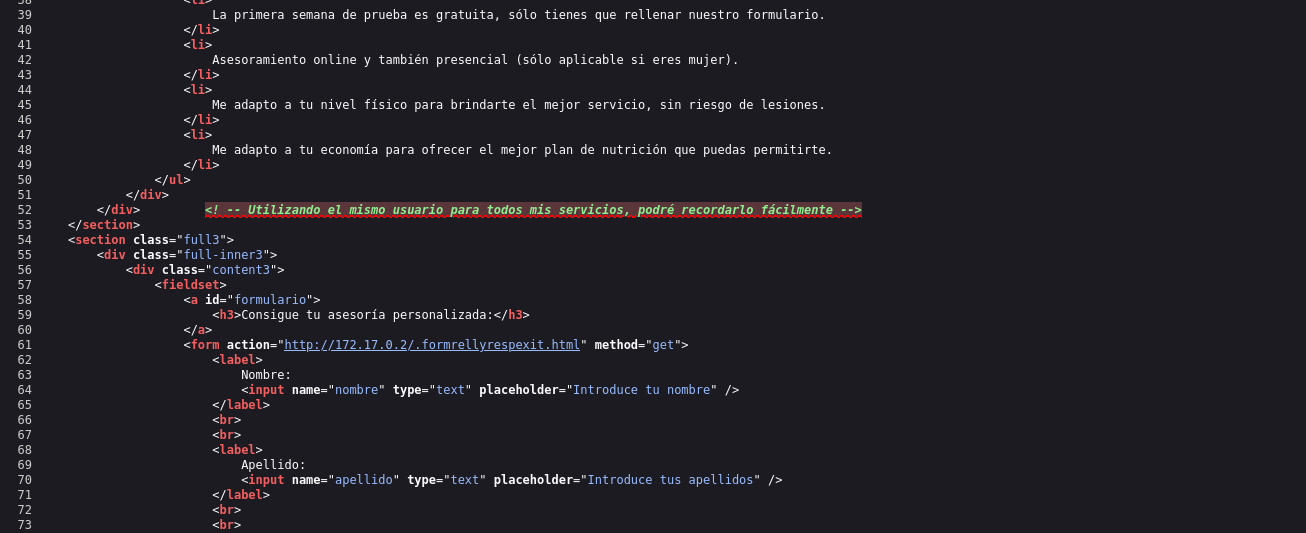 38                     <li>
39                         La primera semana de prueba es gratuita, sólo tienes que rellenar nuestro formulario.
40                     </li>
41                     <li>
42                         Asesoramiento online y también presencial (sólo aplicable si eres mujer).
43                     </li>
44                     <li>
45                         Me adapto a tu nivel físico para brindarte el mejor servicio, sin riesgo de lesiones.
46                     </li>
47                     <li>
48                         Me adapto a tu economía para ofrecer el mejor plan de nutrición que puedas permitirte.
49                     </li>
50                 </ul>
51             </div>
52         </div>         <! -- Utilizando el mismo usuario para todos mis servicios, podré recordarlo fácilmente -->
53     </section>
54     <section class="full3">
55         <div class="full-inner3">
56             <div class="content3">
57                 <fieldset>
58                     <a id="formulario">
59                         <h3>Consigue tu asesoría personalizada:</h3>
60                     </a>
61                     <form action="http://172.17.0.2/.formrellyrespexit.html" method="get">
62                         <label>
63                             Nombre:
64                             <input name="nombre" type="text" placeholder="Introduce tu nombre" />
65                         </label>
66                         <br>
67                         <br>
68                         <label>
69                             Apellido:
70                             <input name="apellido" type="text" placeholder="Introduce tus apellidos" />
71                         </label>
72                         <br>
73                         <br>